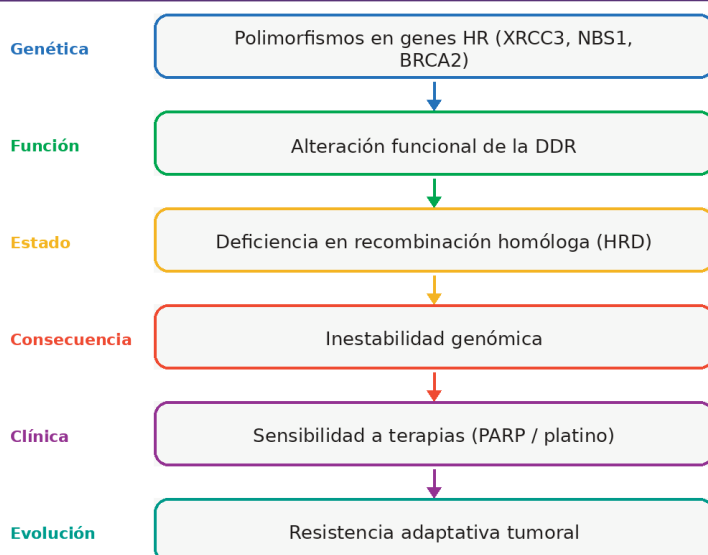 Genética
Polimorfismos en genes HR (XRCC3, NBS1,
BRCA2)
Función
Alteración funcional de la DDR
Estado
Deficiencia en recombinación homóloga (HRD)
Consecuencia
Inestabilidad genómica
Clínica
Sensibilidad a terapias (PARP / platino)
Evolución
Resistencia adaptativa tumoral